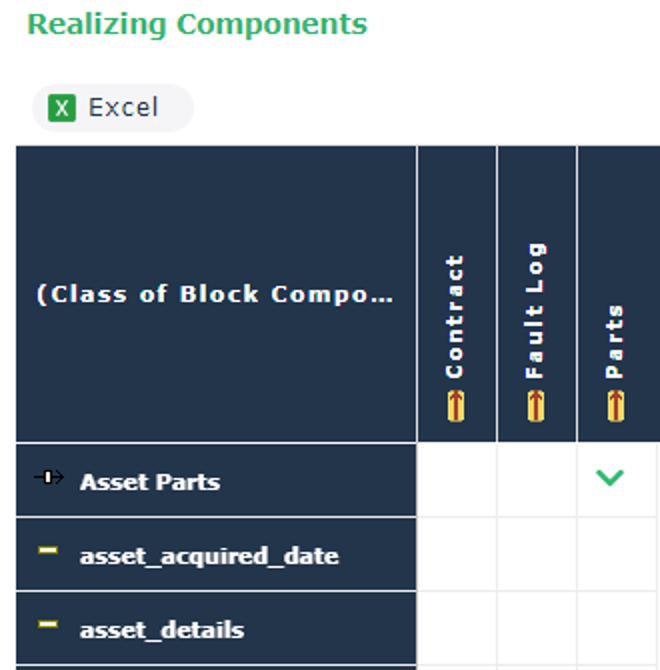 Realizing Components
Excel
(Class of Block Compo...
Contract
Fault Log
Parts
Asset Parts
asset_acquired_date
asset_details